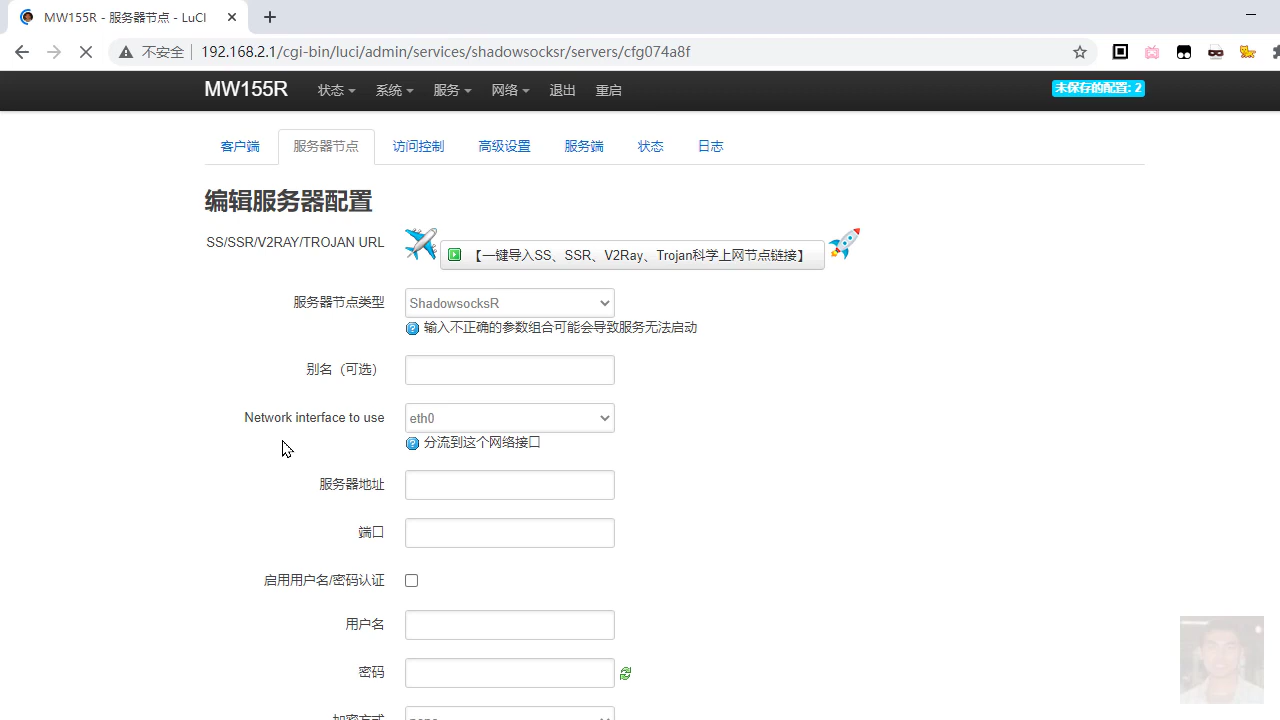 MW155R - 服务器节点 - LuCI
不安全 192.168.2.1/cgi-bin/luci/admin/services/shadowsocksr/servers/cfg074a8f
MW155R 状态 系统 服务 网络 退出 重启 未保存的配置: 2
客户端 服务器节点 访问控制 高级设置 服务端 状态 日志
编辑服务器配置
SS/SSR/V2RAY/TROJAN URL 【一键导入SS、SSR、V2Ray、Trojan科学上网节点链接】
服务器节点类型 ShadowsocksR
输入不正确的参数组合可能会导致服务无法启动
别名（可选）
Network interface to use eth0
分流到这个网络接口
服务器地址
端口
启用用户名/密码认证
用户名
密码
加密方式 none